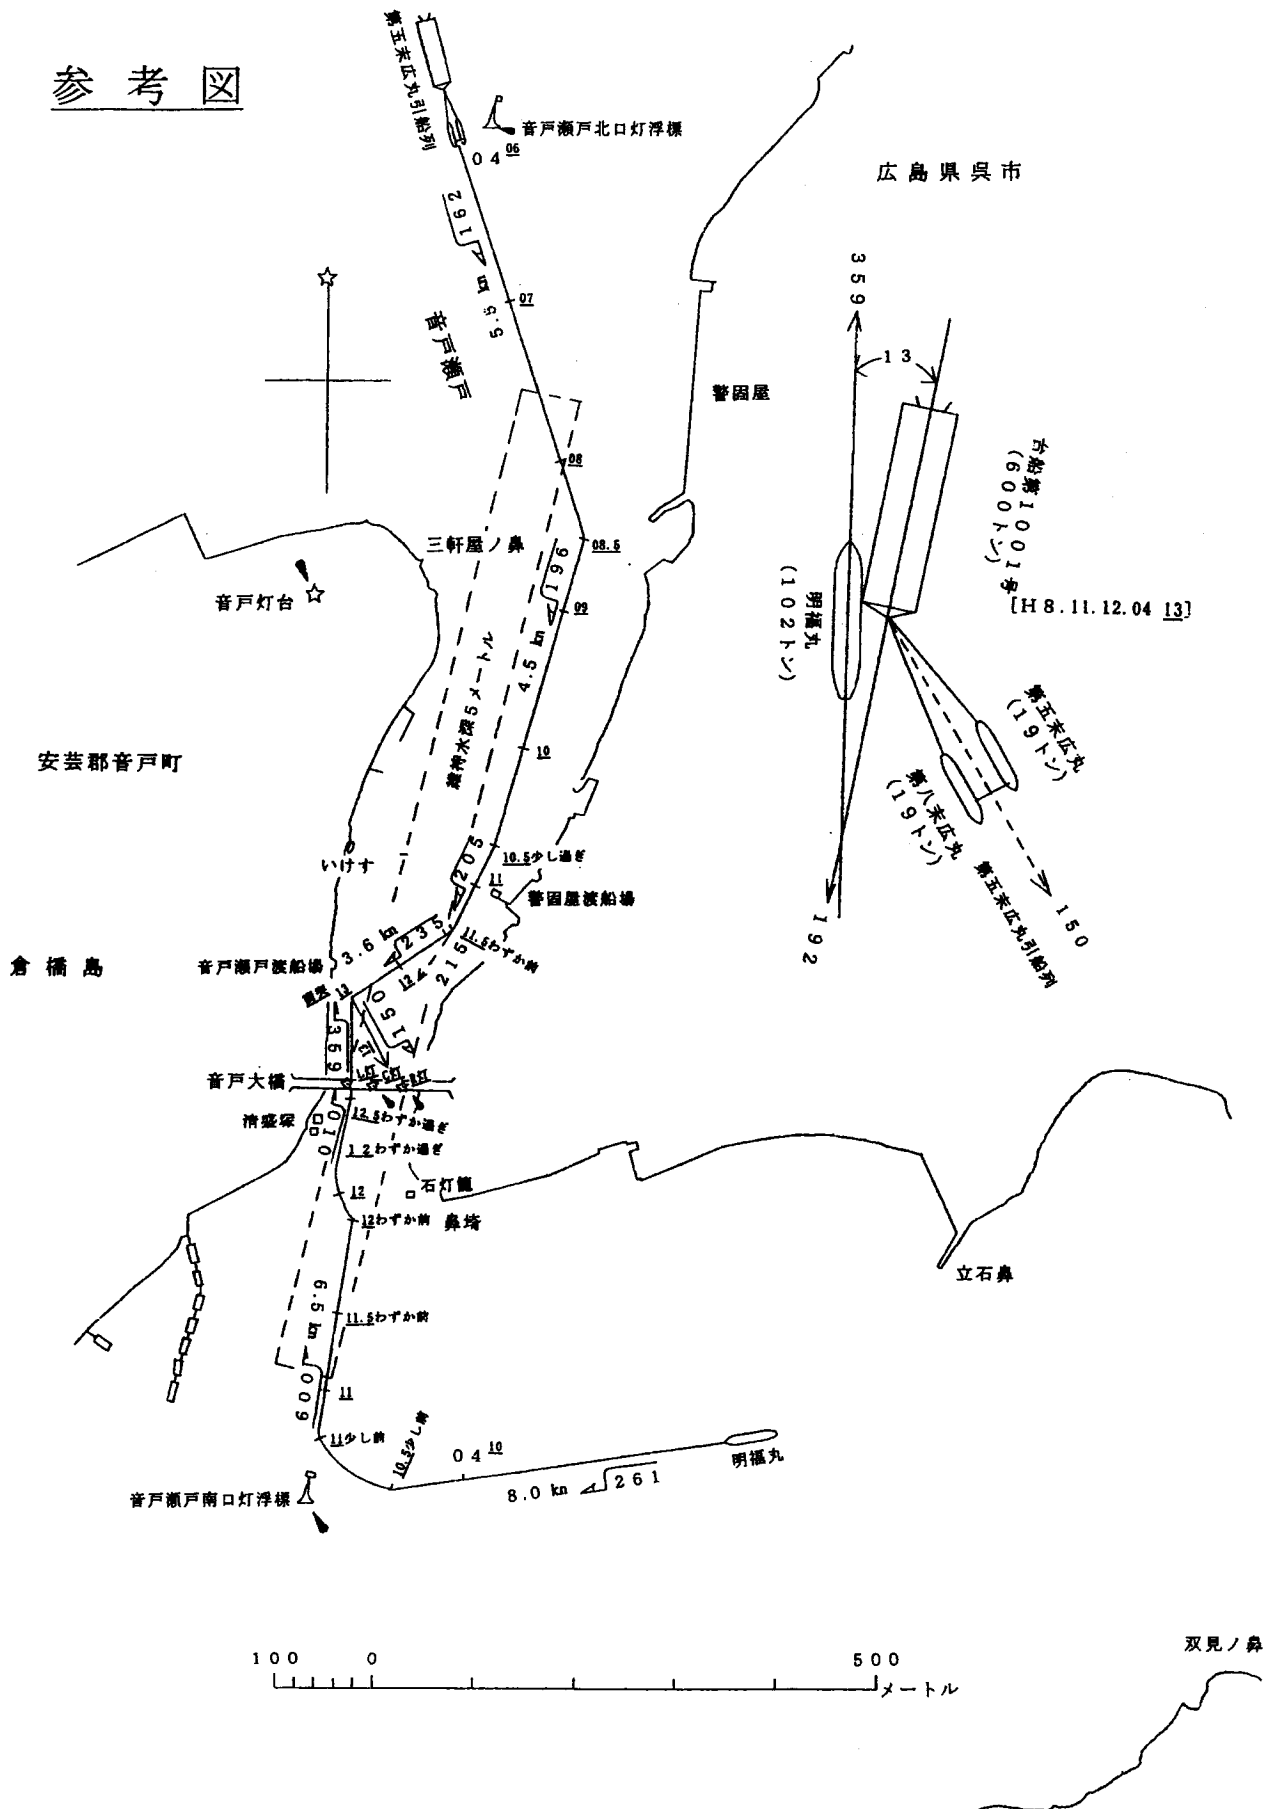 参考図
第五末広丸引船列
音戸瀬戸北口灯浮標
04 06
広島県呉市
162
5.5 kn
07
音戸瀬戸
359
13
警固屋
08
台船第1001号
(600トン)
三軒屋ノ鼻
08.5
196
音戸灯台
09
明福丸
(102トン)
[H8.11.12.04 13]
4.5 kn
維持水深5メートル
第五末広丸
(19トン)
10
安芸郡音戸町
第八末広丸
(19トン)
第五末広丸引船列
150
192
いけす
205
10.5少し過ぎ
11
警固屋渡船場
3.6 kn
235
11.5わずか前
215
倉橋島
音戸瀬戸渡船場
12
13
150
359
13
音戸大橋
清盛塚
010
12.5わずか過ぎ
12わずか過ぎ
石灯籠
12
12わずか前
鼻埼
立石鼻
6.5 kn
11.5わずか前
009
11
11少し前
10.5少し前
04 10
明福丸
8.0 kn
261
音戸瀬戸南口灯浮標
100 0 500
メートル
双見ノ鼻